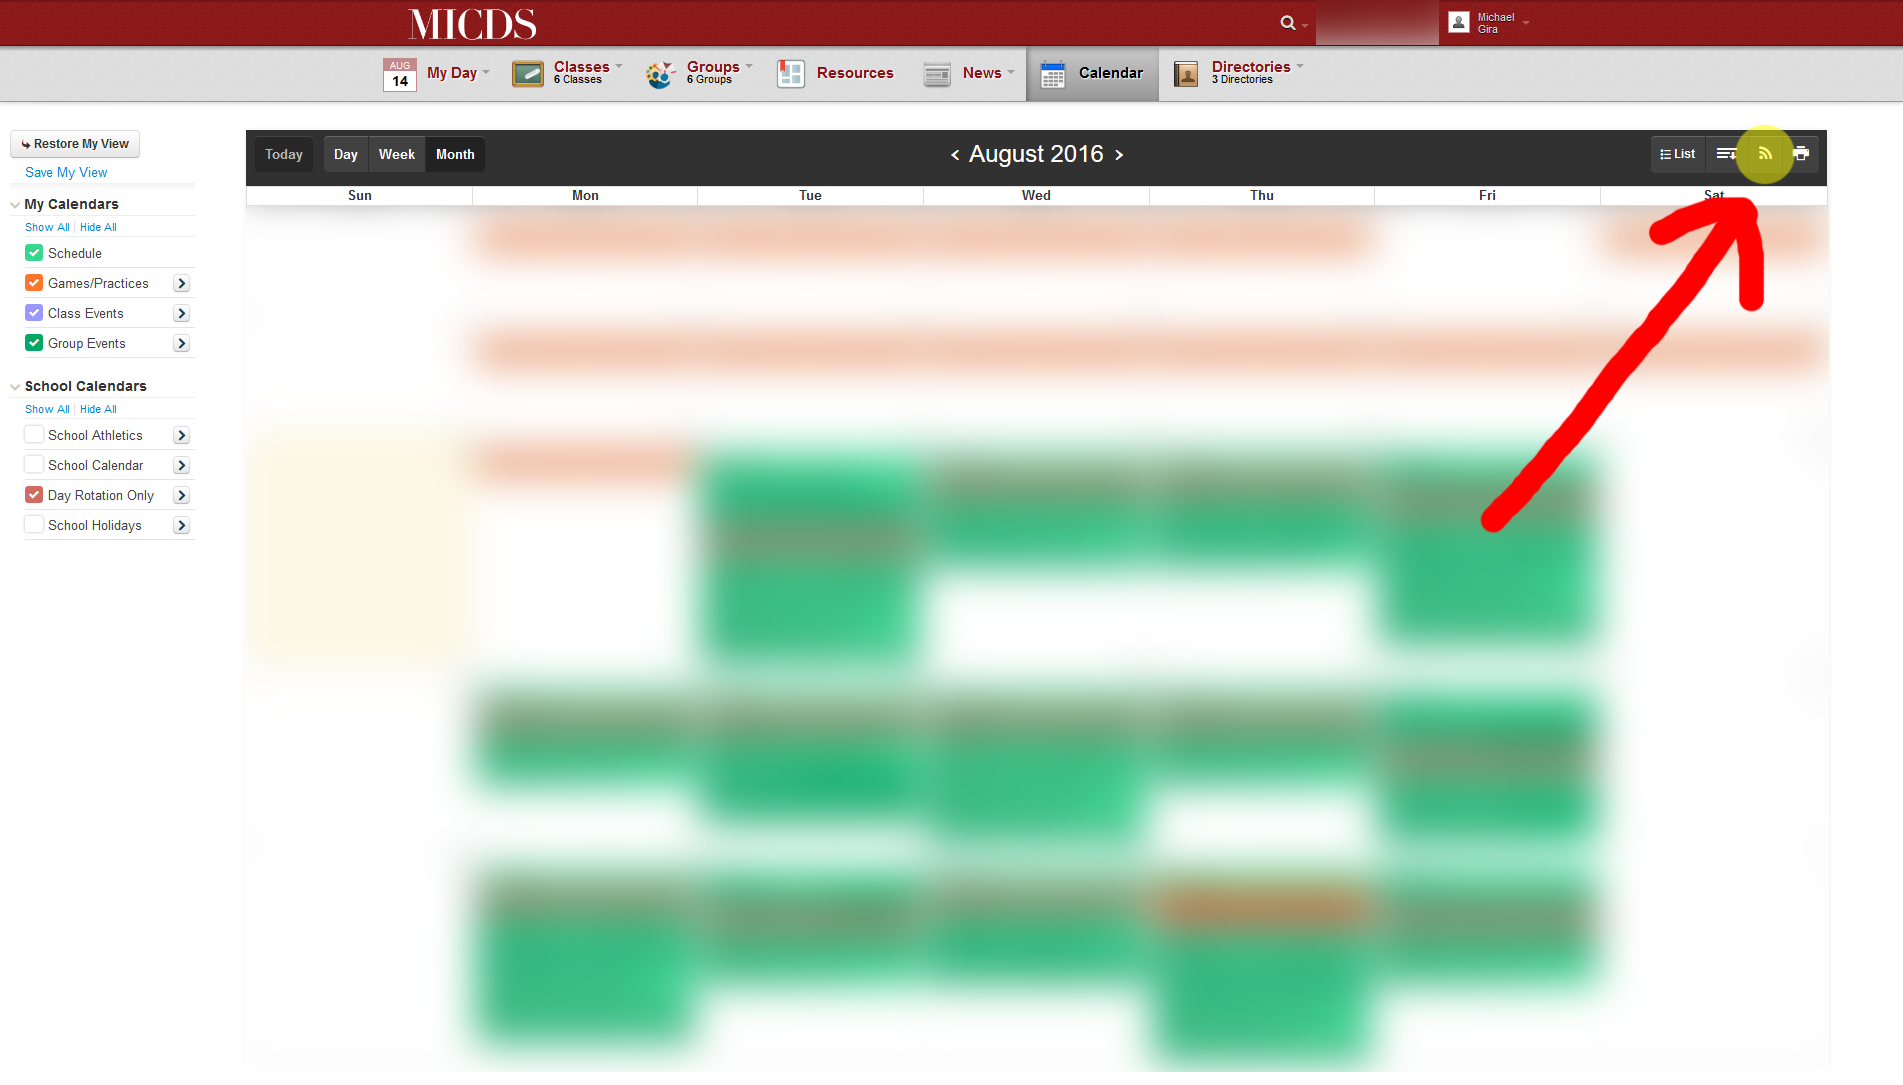 MICDS
Michael
Gira
AUG
14
My Day
Classes
6 Classes
Groups
6 Groups
Resources
News
Calendar
Directories
3 Directories
Restore My View
Save My View
Today
Day
Week
Month
< August 2016 >
List
Sun
Mon
Tue
Wed
Thu
Fri
Sat
My Calendars
Show All | Hide All
Schedule
Games/Practices
Class Events
Group Events
School Calendars
Show All | Hide All
School Athletics
School Calendar
Day Rotation Only
School Holidays